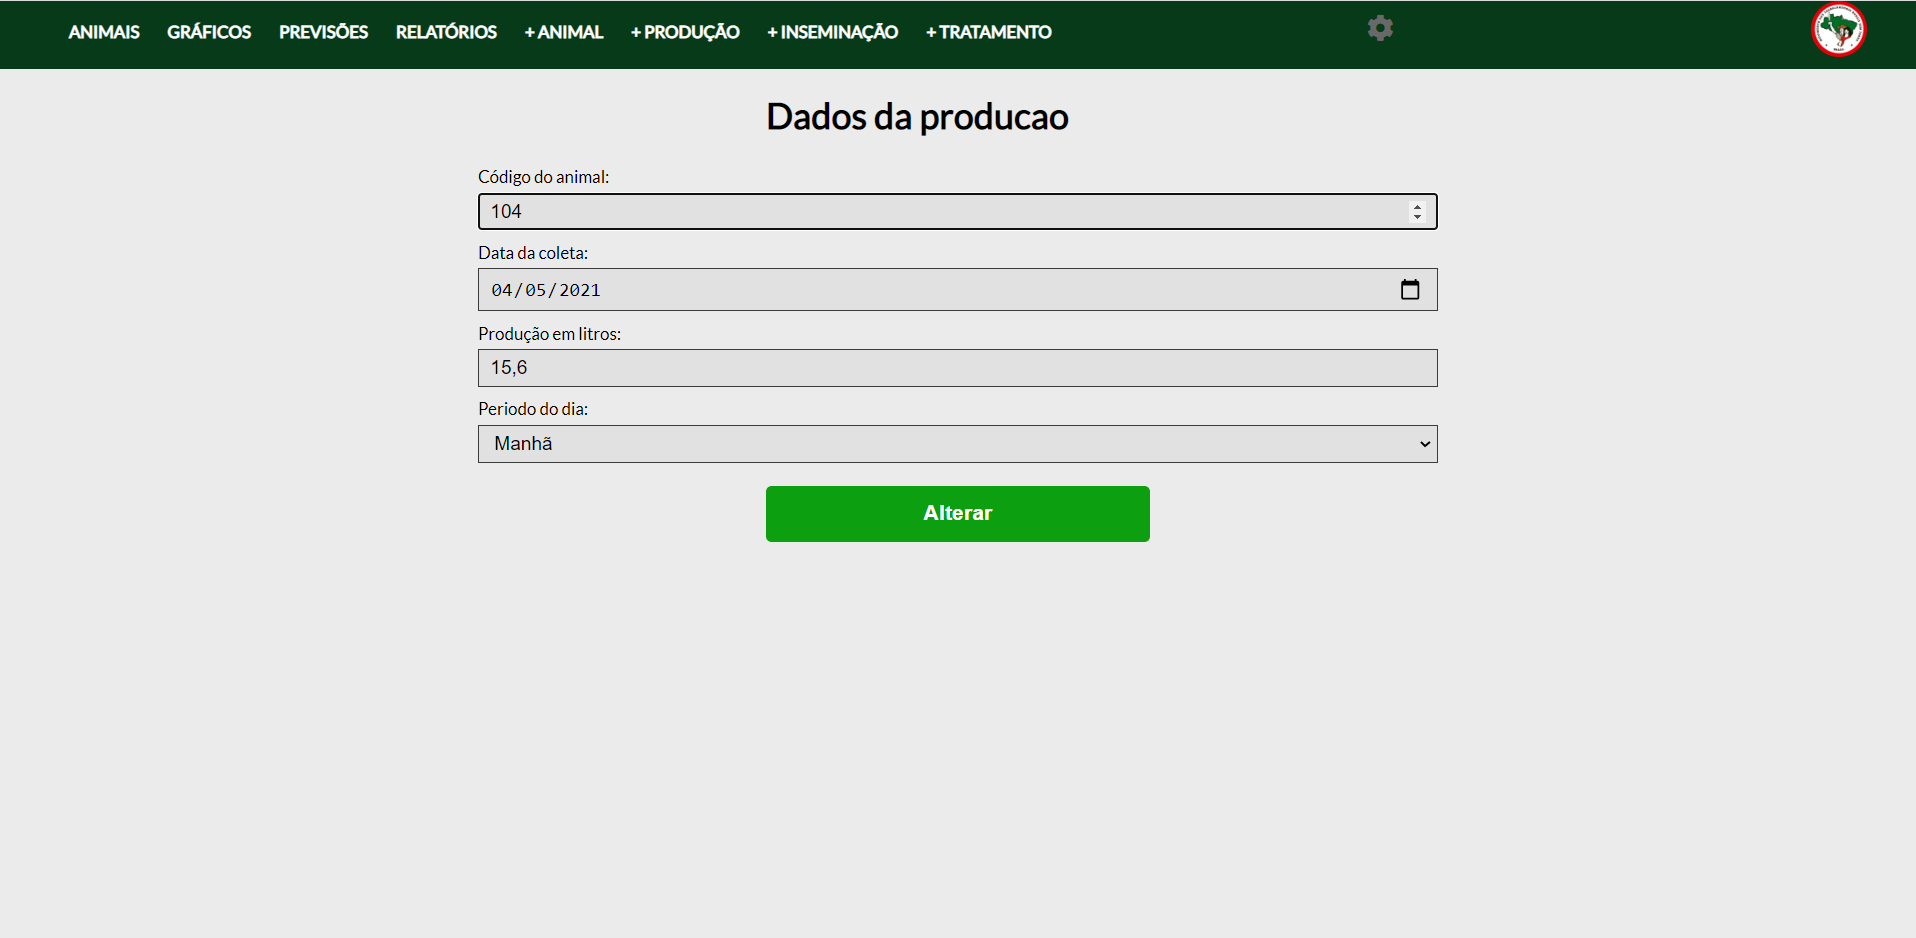 ANIMAIS GRÁFICOS PREVISÕES RELATÓRIOS + ANIMAL + PRODUÇÃO + INSEMINAÇÃO + TRATAMENTO
Dados da producao
Código do animal:
104
Data da coleta:
04/05/2021
Produção em litros:
15,6
Periodo do dia:
Manhã
Alterar